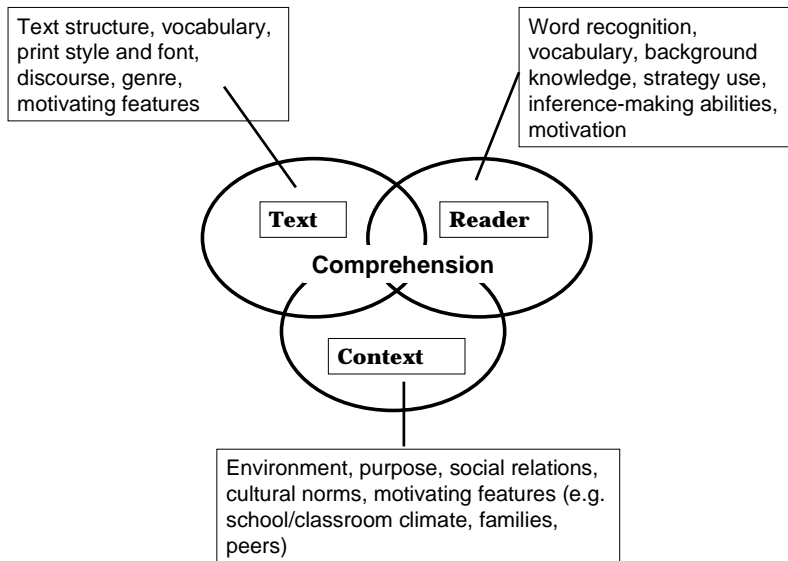 Text structure, vocabulary,
print style and font,
discourse, genre,
motivating features
Word recognition,
vocabulary, background
knowledge, strategy use,
inference-making abilities,
motivation
Text
Reader
Comprehension
Context
Environment, purpose, social relations,
cultural norms, motivating features (e.g.
school/classroom climate, families,
peers)